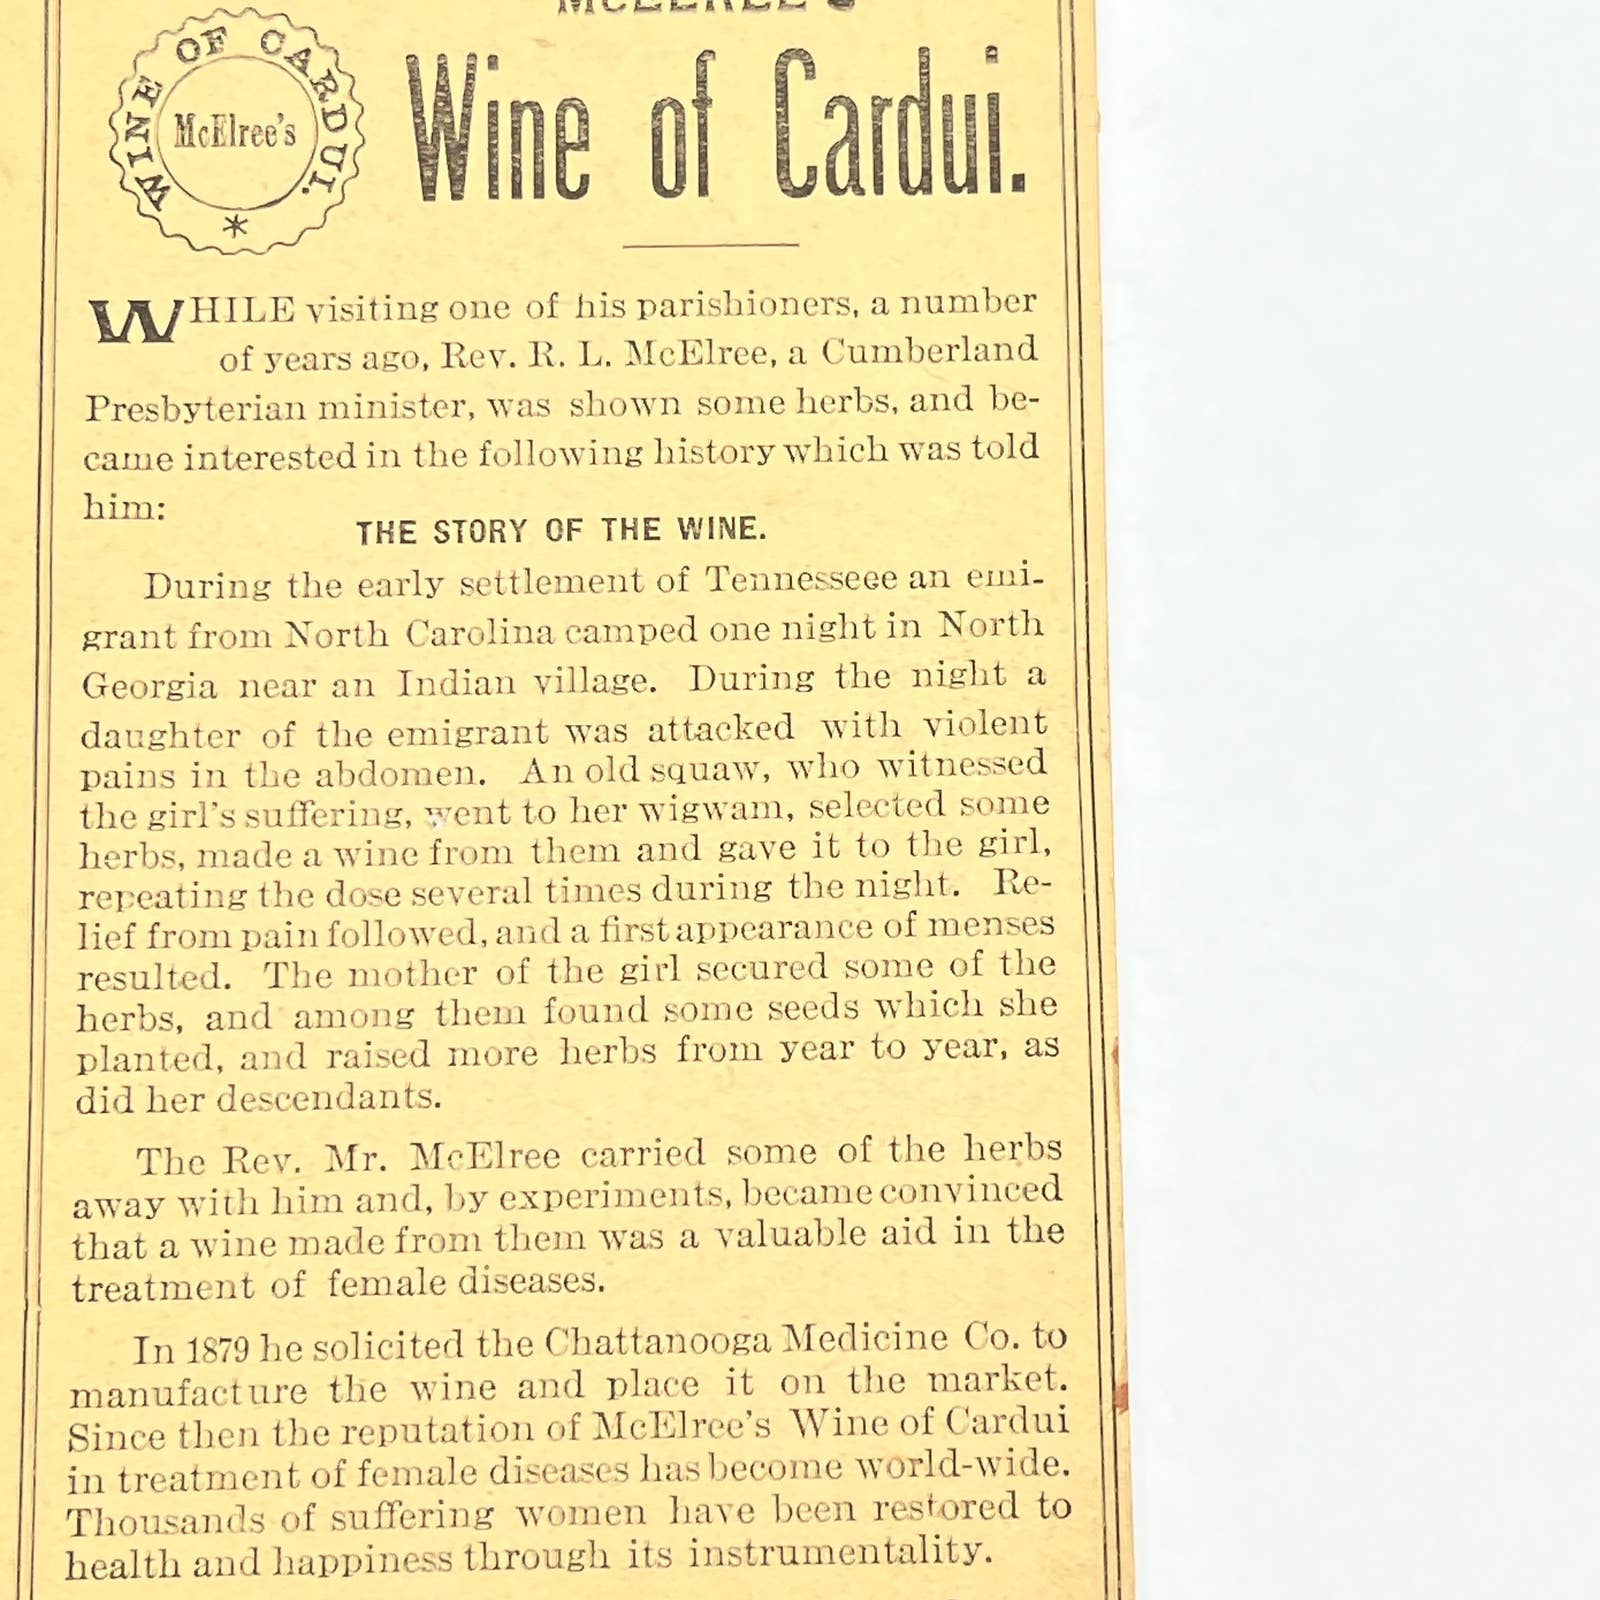 McELREE'S
WINE OF CARDUI.
McElree's
*
Wine of Cardui.
WHILE visiting one of his parishioners, a number
of years ago, Rev. R. L. McElree, a Cumberland
Presbyterian minister, was shown some herbs, and be-
came interested in the following history which was told
him:
THE STORY OF THE WINE.
During the early settlement of Tennesseee an emi-
grant from North Carolina camped one night in North
Georgia near an Indian village. During the night a
daughter of the emigrant was attacked with violent
pains in the abdomen. An old squaw, who witnessed
the girl's suffering, went to her wigwam, selected some
herbs, made a wine from them and gave it to the girl,
repeating the dose several times during the night. Re-
lief from pain followed, and a first appearance of menses
resulted. The mother of the girl secured some of the
herbs, and among them found some seeds which she
planted, and raised more herbs from year to year, as
did her descendants.
The Rev. Mr. McElree carried some of the herbs
away with him and, by experiments, became convinced
that a wine made from them was a valuable aid in the
treatment of female diseases.
In 1879 he solicited the Chattanooga Medicine Co. to
manufacture the wine and place it on the market.
Since then the reputation of McElree's Wine of Cardui
in treatment of female diseases has become world-wide.
Thousands of suffering women have been restored to
health and happiness through its instrumentality.